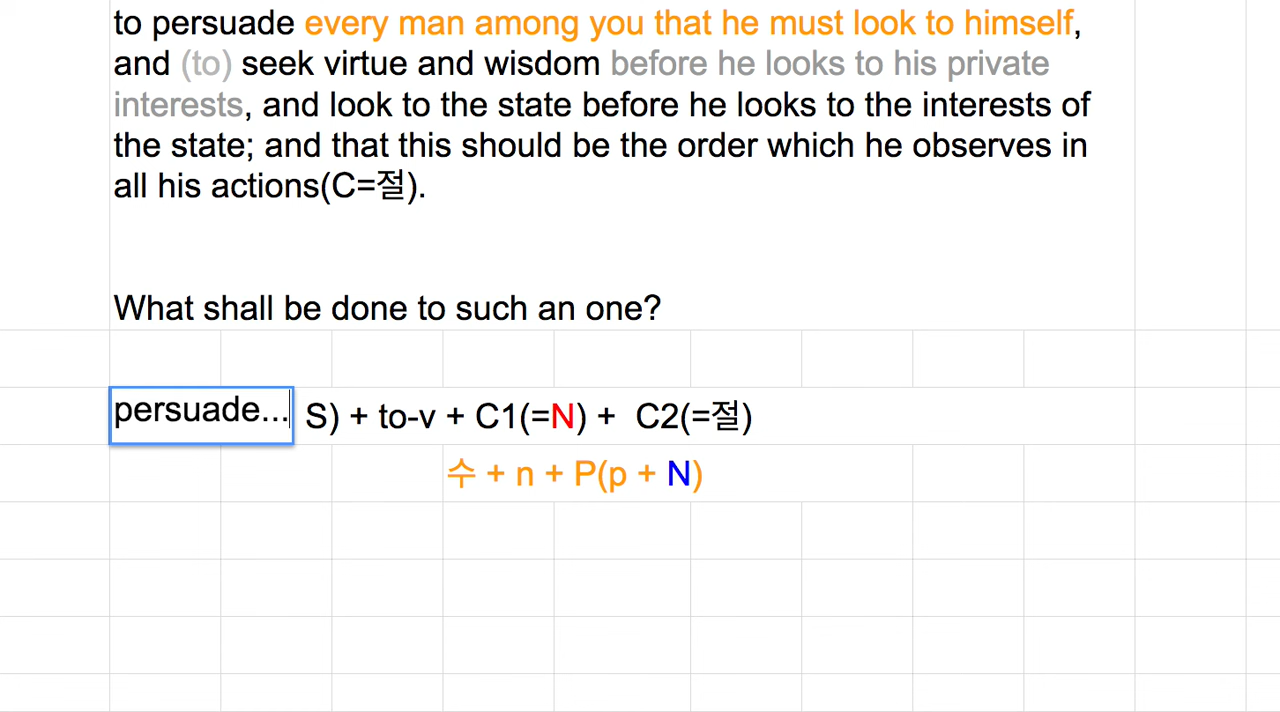 to persuade every man among you that he must look to himself,
and (to) seek virtue and wisdom before he looks to his private
interests, and look to the state before he looks to the interests of
the state; and that this should be the order which he observes in
all his actions(C=절).
What shall be done to such an one?
persuade... S) + to-v + C1(=N) + C2(=절)
수 + n + P(p + N)